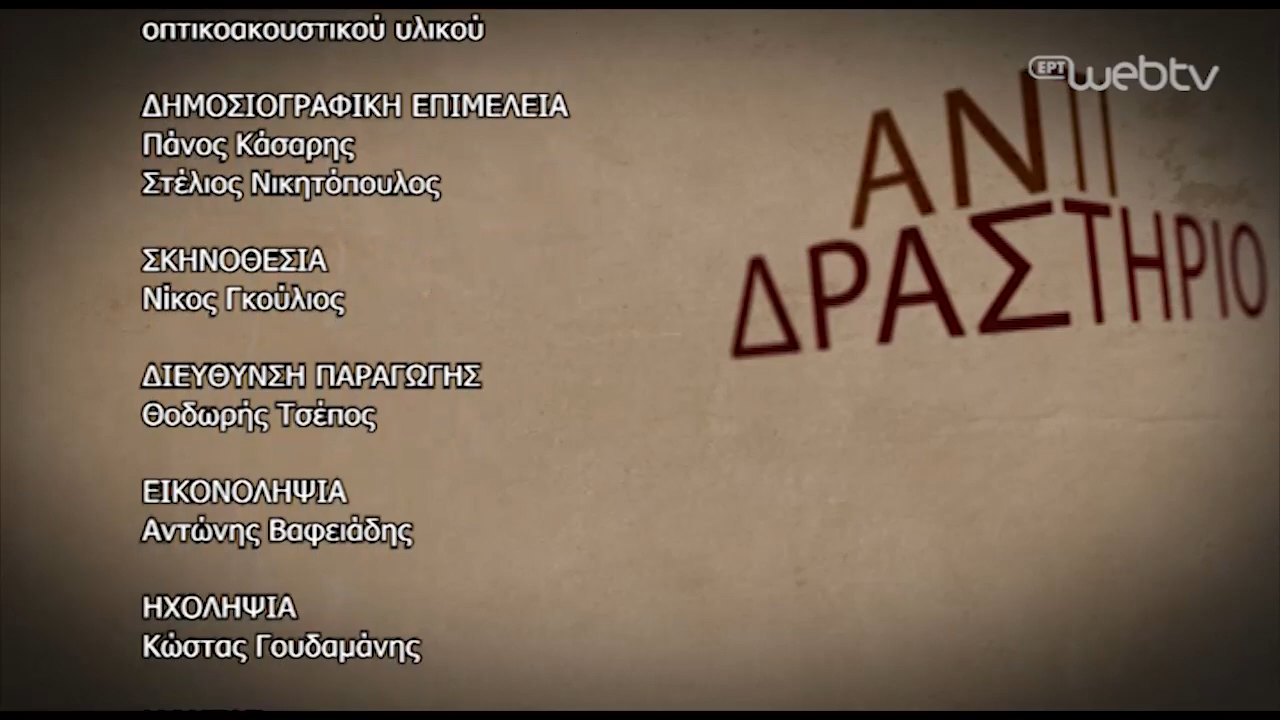 οπτικοακουστικού υλικού
ΔΗΜΟΣΙΟΓΡΑΦΙΚΗ ΕΠΙΜΕΛΕΙΑ
Πάνος Κάσαρης
Στέλιος Νικητόπουλος
ΣΚΗΝΟΘΕΣΙΑ
Νίκος Γκούλιος
ΔΙΕΥΘΥΝΣΗ ΠΑΡΑΓΩΓΗΣ
Θοδωρής Τσέπος
ΕΙΚΟΝΟΛΗΨΙΑ
Αντώνης Βαφειάδης
ΗΧΟΛΗΨΙΑ
Κώστας Γουδαμάνης
ΕΡΤ webtv
ΑΝΤΙ
ΔΡΑΣΤΗΡΙΟ